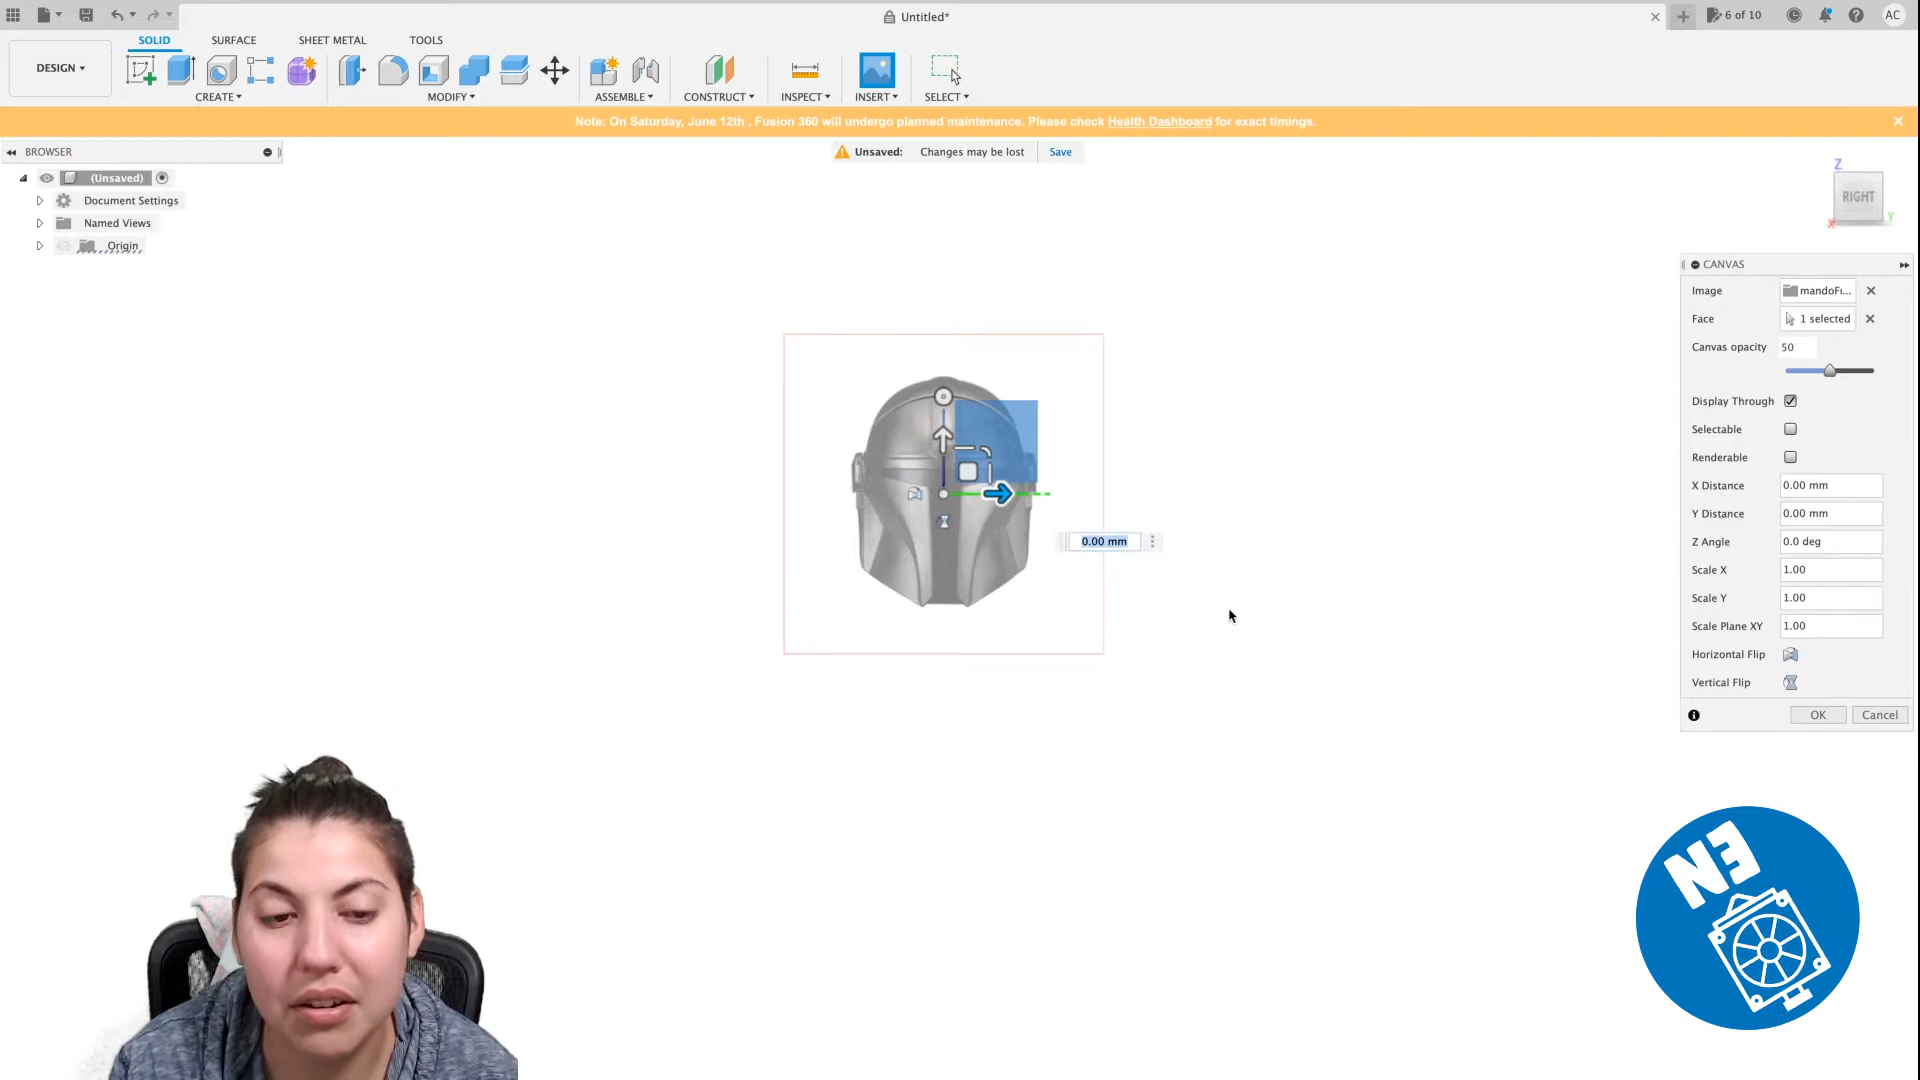 Untitled*
6 of 10
AC
DESIGN
SOLID
SURFACE
SHEET METAL
TOOLS
CREATE
MODIFY
ASSEMBLE
CONSTRUCT
INSPECT
INSERT
SELECT
Note: On Saturday, June 12th , Fusion 360 will undergo planned maintenance. Please check Health Dashboard for exact timings.
BROWSER
Unsaved: Changes may be lost Save
(Unsaved)
Document Settings
Named Views
Origin
Z
RIGHT
X
Y
0.00 mm
CANVAS
Image
Face 1 selected
Canvas opacity 50
Display Through
Selectable
Renderable
X Distance 0.00 mm
Y Distance 0.00 mm
Z Angle 0.0 deg
Scale X 1.00
Scale Y 1.00
Scale Plane XY 1.00
Horizontal Flip
Vertical Flip
OK Cancel
N3